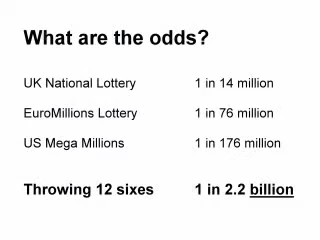 What are the odds?
UK National Lottery 1 in 14 million
EuroMillions Lottery 1 in 76 million
US Mega Millions 1 in 176 million
Throwing 12 sixes 1 in 2.2 billion